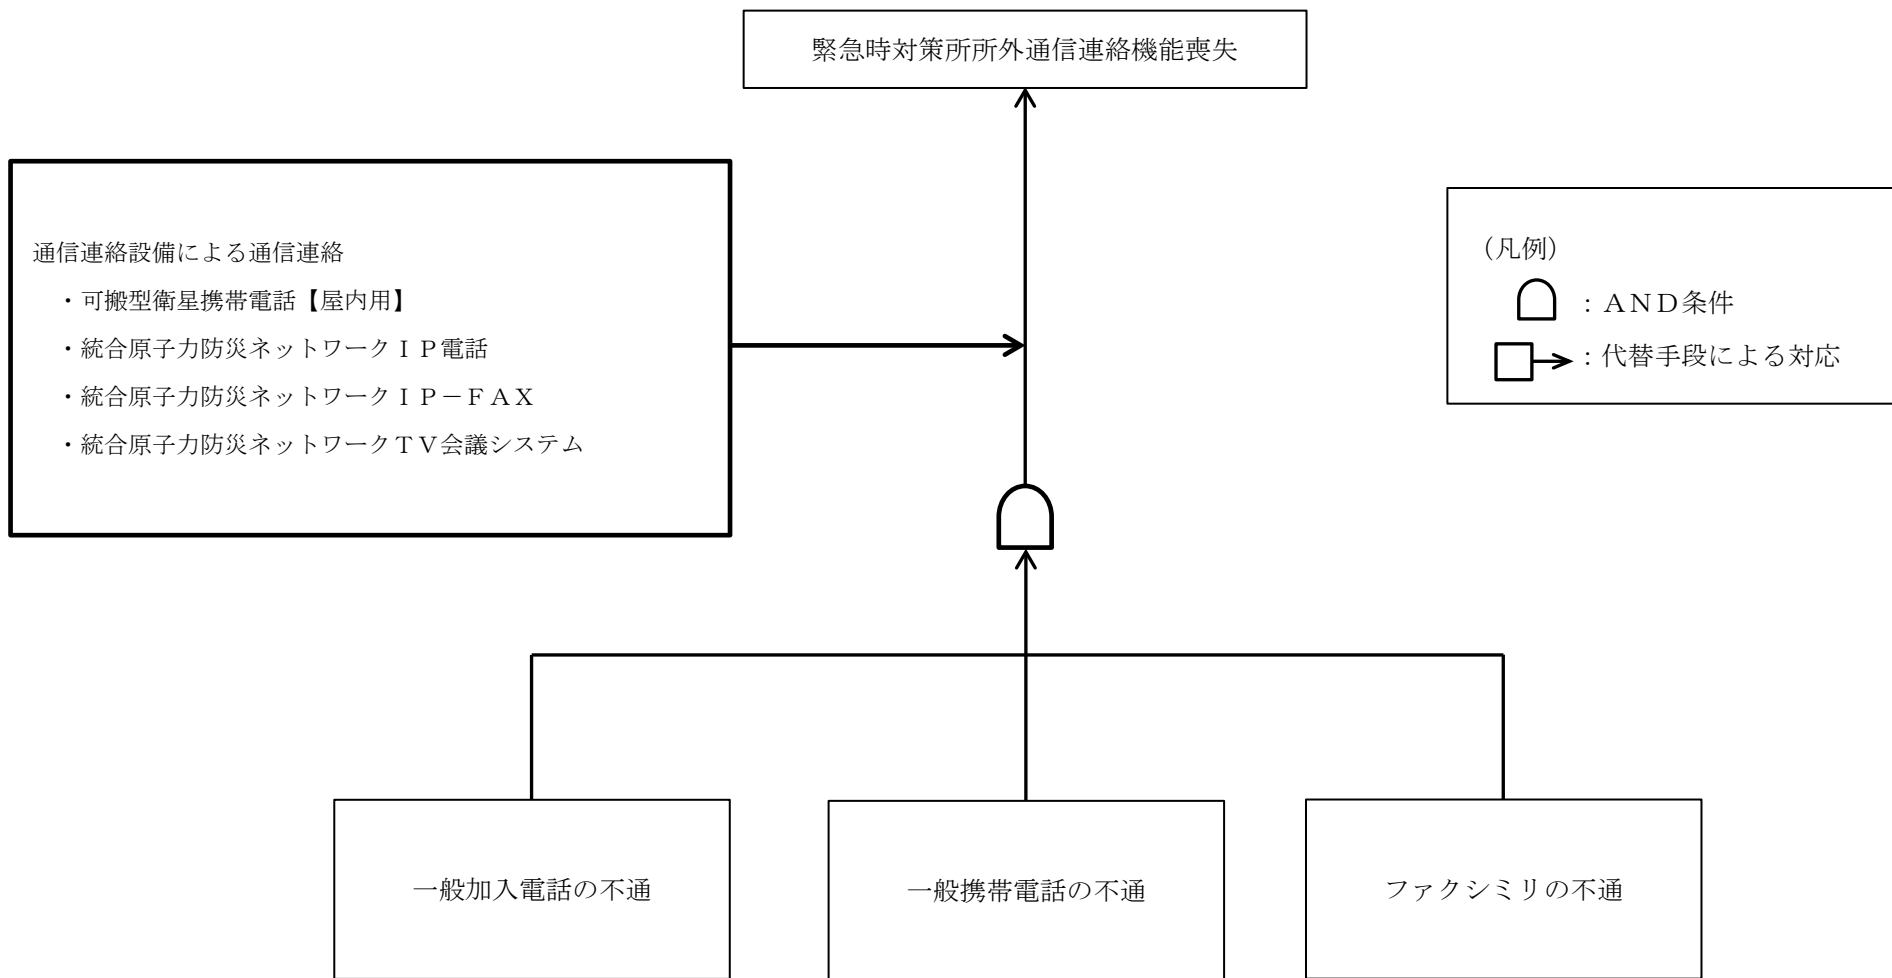 緊急時対策所所外通信連絡機能喪失
通信連絡設備による通信連絡
・可搬型衛星携帯電話【屋内用】
・統合原子力防災ネットワークＩＰ電話
・統合原子力防災ネットワークＩＰ－ＦＡＸ
・統合原子力防災ネットワークＴＶ会議システム
（凡例）
：ＡＮＤ条件
：代替手段による対応
一般加入電話の不通
一般携帯電話の不通
ファクシミリの不通